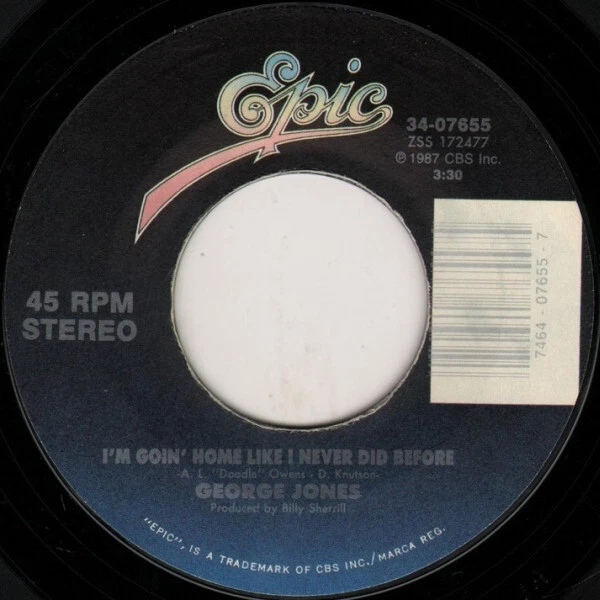 Epic
34-07655
ZSS 172477
℗ 1987 CBS Inc.
3:30
45 RPM
STEREO
7464 - 07655 - 7
I'M GOIN' HOME LIKE I NEVER DID BEFORE
-A. L. "Doodle" Owens - D. Knutson-
GEORGE JONES
Produced by Billy Sherrill
"EPIC", IS A TRADEMARK OF CBS INC./MARCA REG.